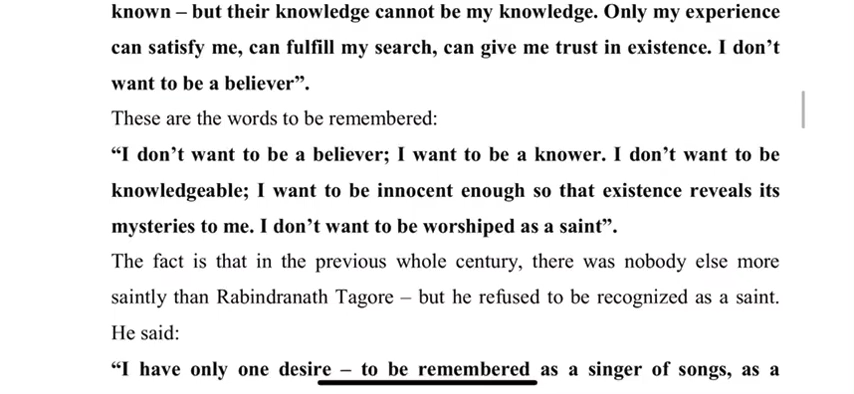 known – but their knowledge cannot be my knowledge. Only my experience
can satisfy me, can fulfill my search, can give me trust in existence. I don’t
want to be a believer”.
These are the words to be remembered:
“I don’t want to be a believer; I want to be a knower. I don’t want to be
knowledgeable; I want to be innocent enough so that existence reveals its
mysteries to me. I don’t want to be worshiped as a saint”.
The fact is that in the previous whole century, there was nobody else more
saintly than Rabindranath Tagore – but he refused to be recognized as a saint.
He said:
“I have only one desire – to be remembered as a singer of songs, as a